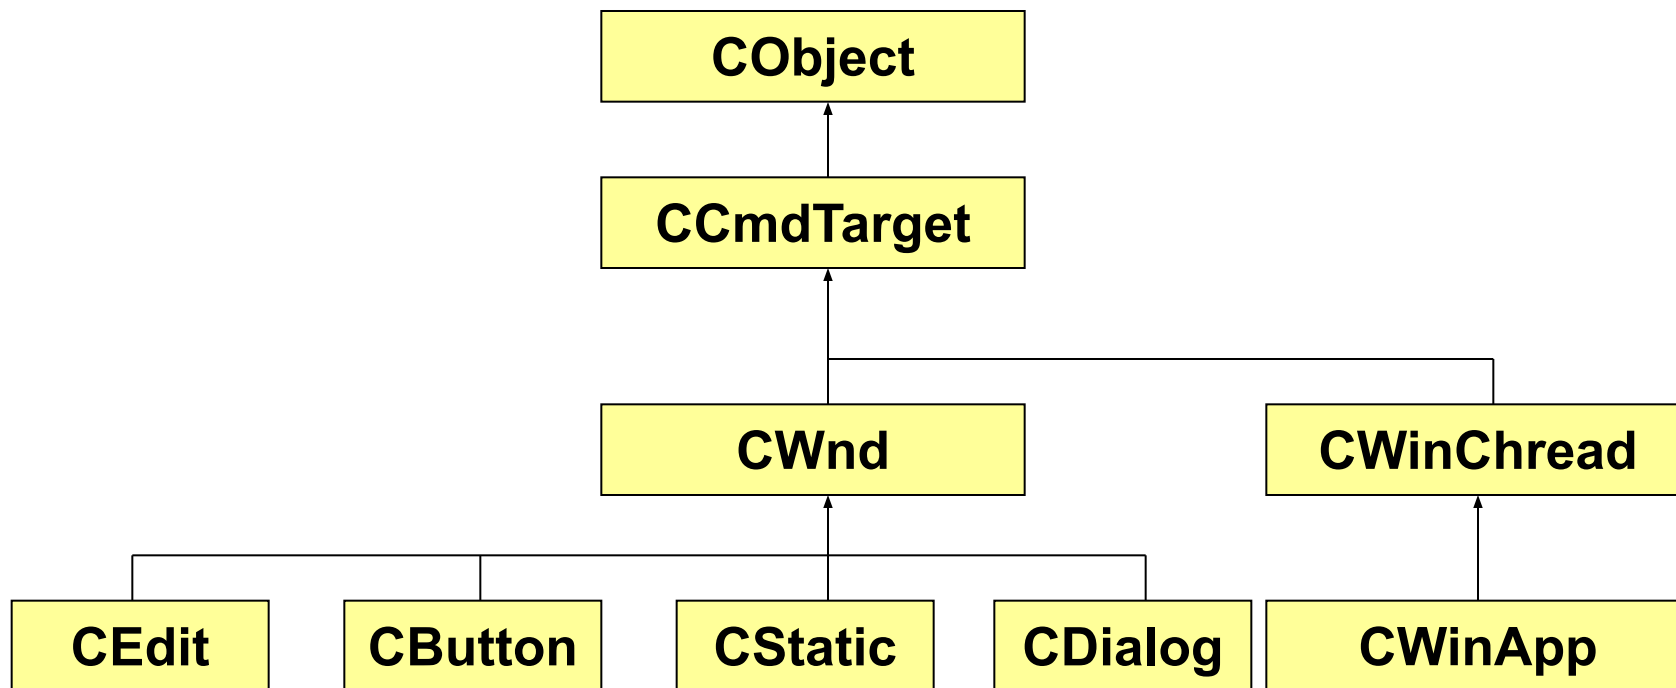 CObject
CCmdTarget
CWnd
CWinChread
CEdit
CButton
CStatic
CDialog
CWinApp